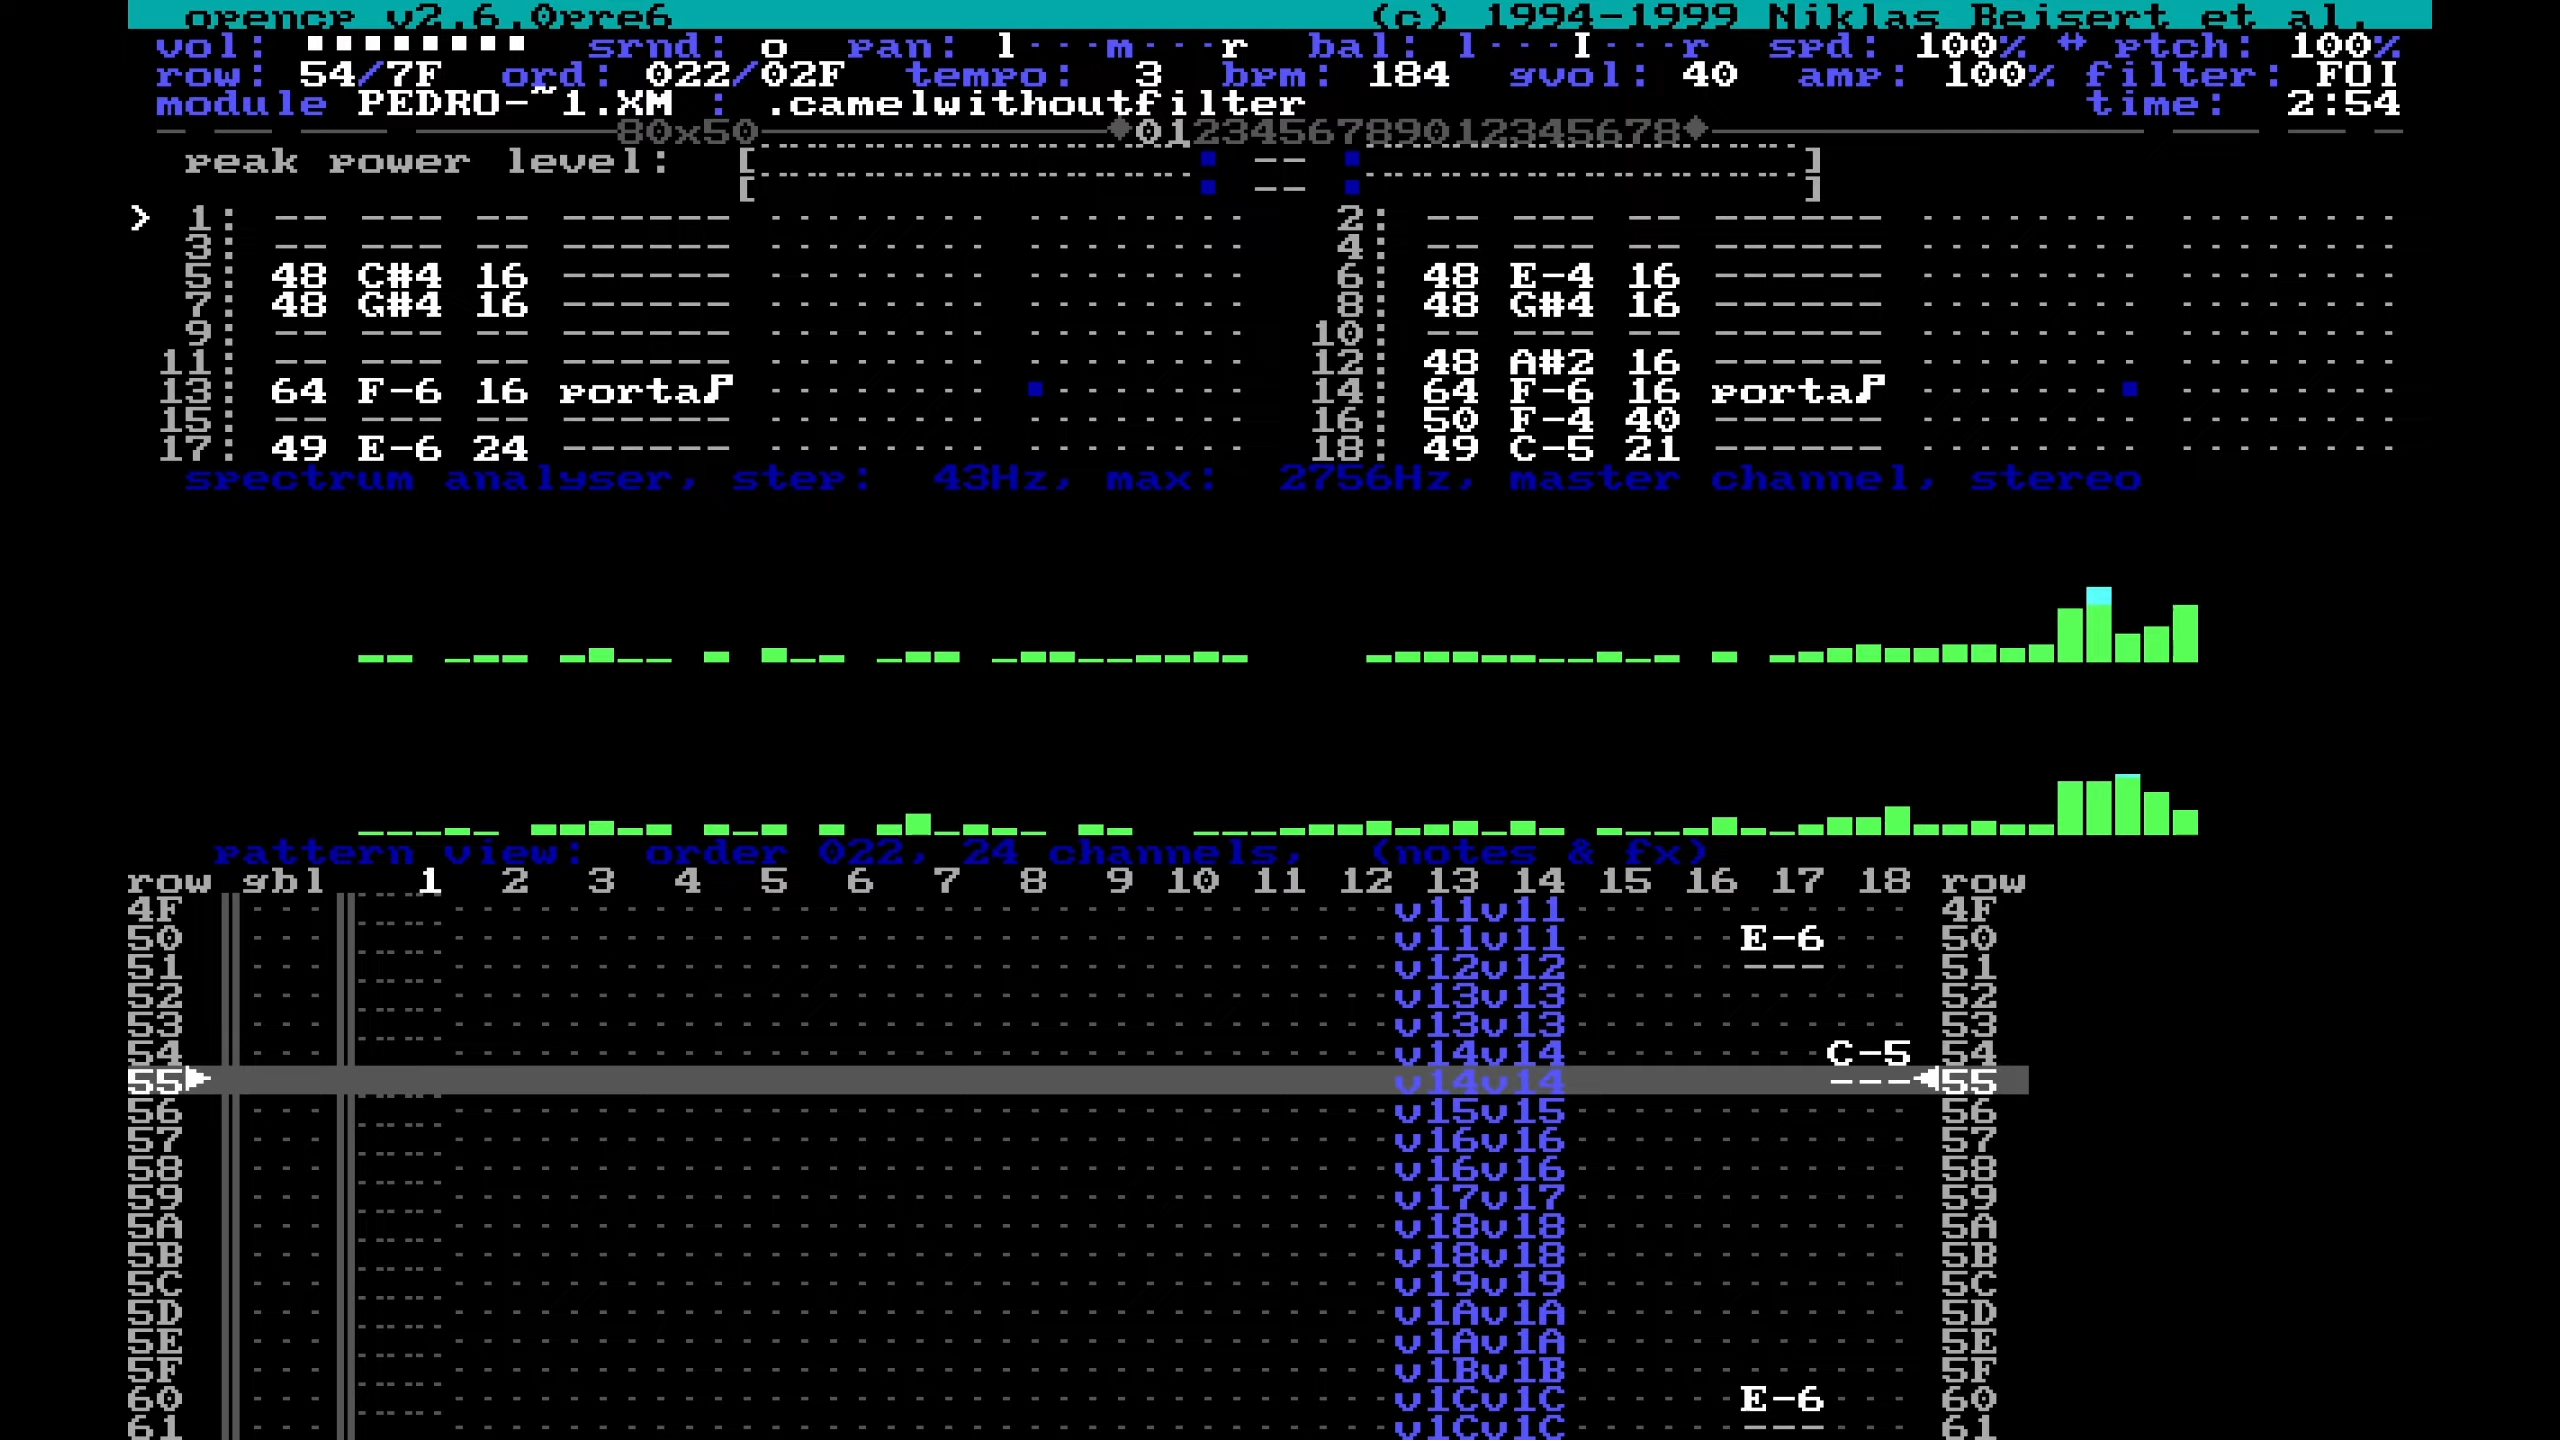 opencp v2.6.0pre6 (c) 1994-1999 Niklas Beisert et al.
vol: srnd: o pan: l---m---r bal: l---I---r spd: 100% ptch: 100%
row: 54/7F ord: 022/02F tempo: 3 bpm: 184 gvol: 40 amp: 100% filter: FOI
module PEDRO-~1.XM : .camelwithoutfilter time: 2:54
80x50 0123456789012345678
peak power level: [ -- ]
[ -- ]
> 1: -- --- -- ------ 2: -- --- -- ------
3: -- --- -- ------ 4: -- --- -- ------
5: 48 C#4 16 ------ 6: 48 E-4 16 ------
7: 48 G#4 16 ------ 8: 48 G#4 16 ------
9: -- --- -- ------ 10: -- --- -- ------
11: -- --- -- ------ 12: 48 A#2 16 ------
13: 64 F-6 16 porta♪ 14: 64 F-6 16 porta♪
15: -- --- -- ------ 16: 50 F-4 40 ------
17: 49 E-6 24 ------ 18: 49 C-5 21 ------
spectrum analyser, step: 43Hz, max: 2756Hz, master channel, stereo
pattern view: order 022, 24 channels, (notes & fx)
row gbl 1 2 3 4 5 6 7 8 9 10 11 12 13 14 15 16 17 18 row
4F v11v11 4F
50 v11v11 E-6 50
51 v12v12 --- 51
52 v13v13 52
53 v13v13 53
54 v14v14 C-5 54
55► v14v14 ---◄55
56 v15v15 56
57 v16v16 57
58 v16v16 58
59 v17v17 59
5A v18v18 5A
5B v18v18 5B
5C v19v19 5C
5D v1Av1A 5D
5E v1Av1A 5E
5F v1Bv1B 5F
60 v1Cv1C E-6 60
61 v1Cv1C --- 61